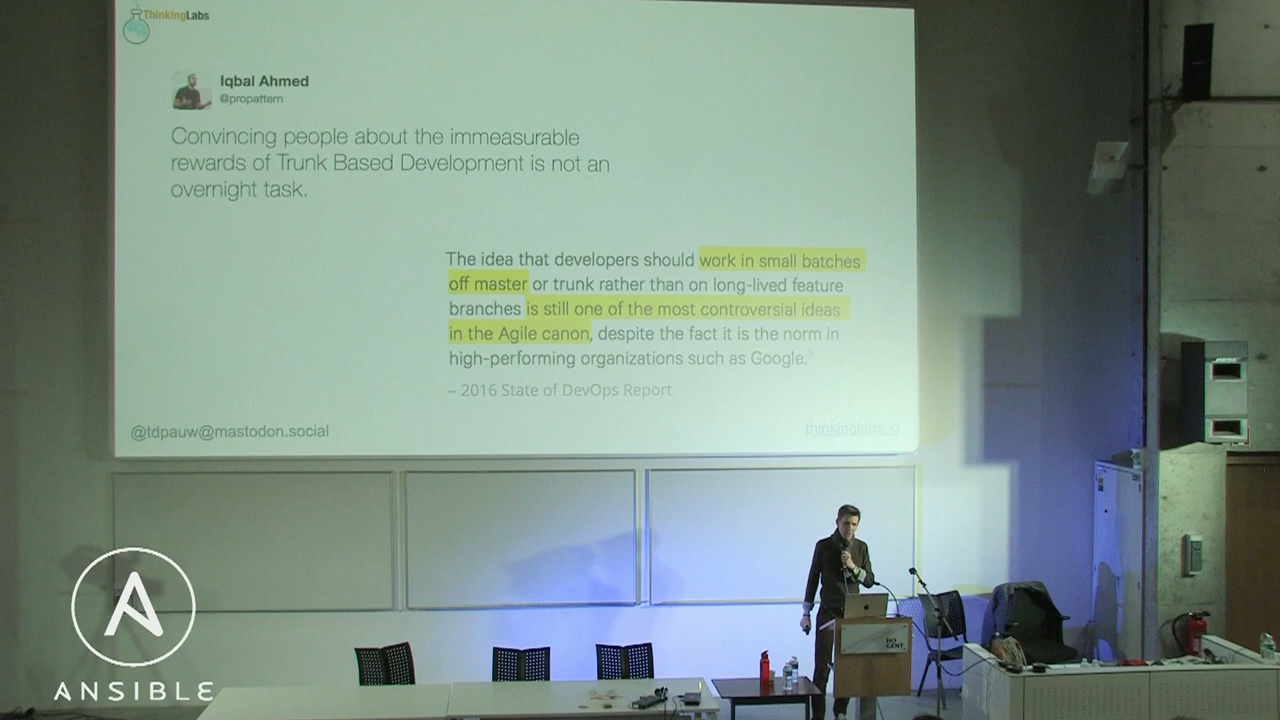 ThinkingLabs
Iqbal Ahmed
@propattern
Convincing people about the immeasurable
rewards of Trunk Based Development is not an
overnight task.
The idea that developers should work in small batches
off master or trunk rather than on long-lived feature
branches is still one of the most controversial ideas
in the Agile canon, despite the fact it is the norm in
high-performing organizations such as Google.
-- 2016 State of DevOps Report
@tdpauw@mastodon.social
thinkinglabs.io
BOSE
HO
GENT
ANSIBLE